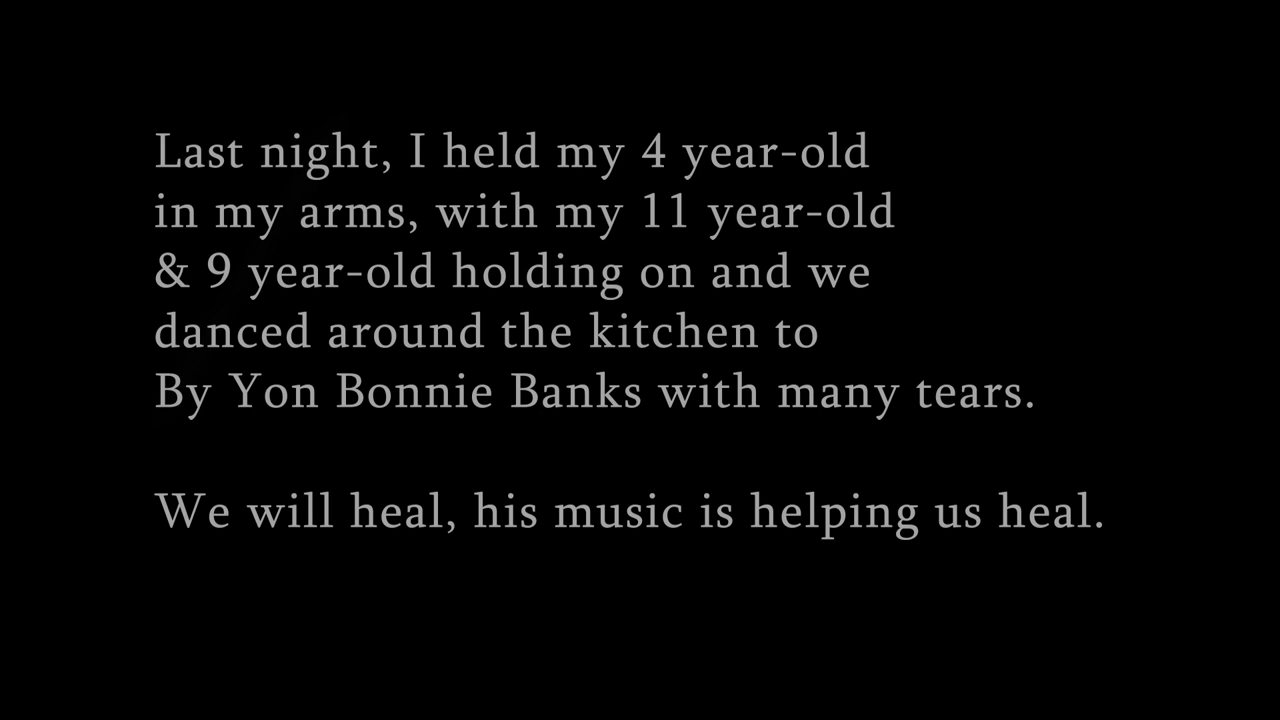 Last night, I held my 4 year-old
in my arms, with my 11 year-old
& 9 year-old holding on and we
danced around the kitchen to
By Yon Bonnie Banks with many tears.
We will heal, his music is helping us heal.